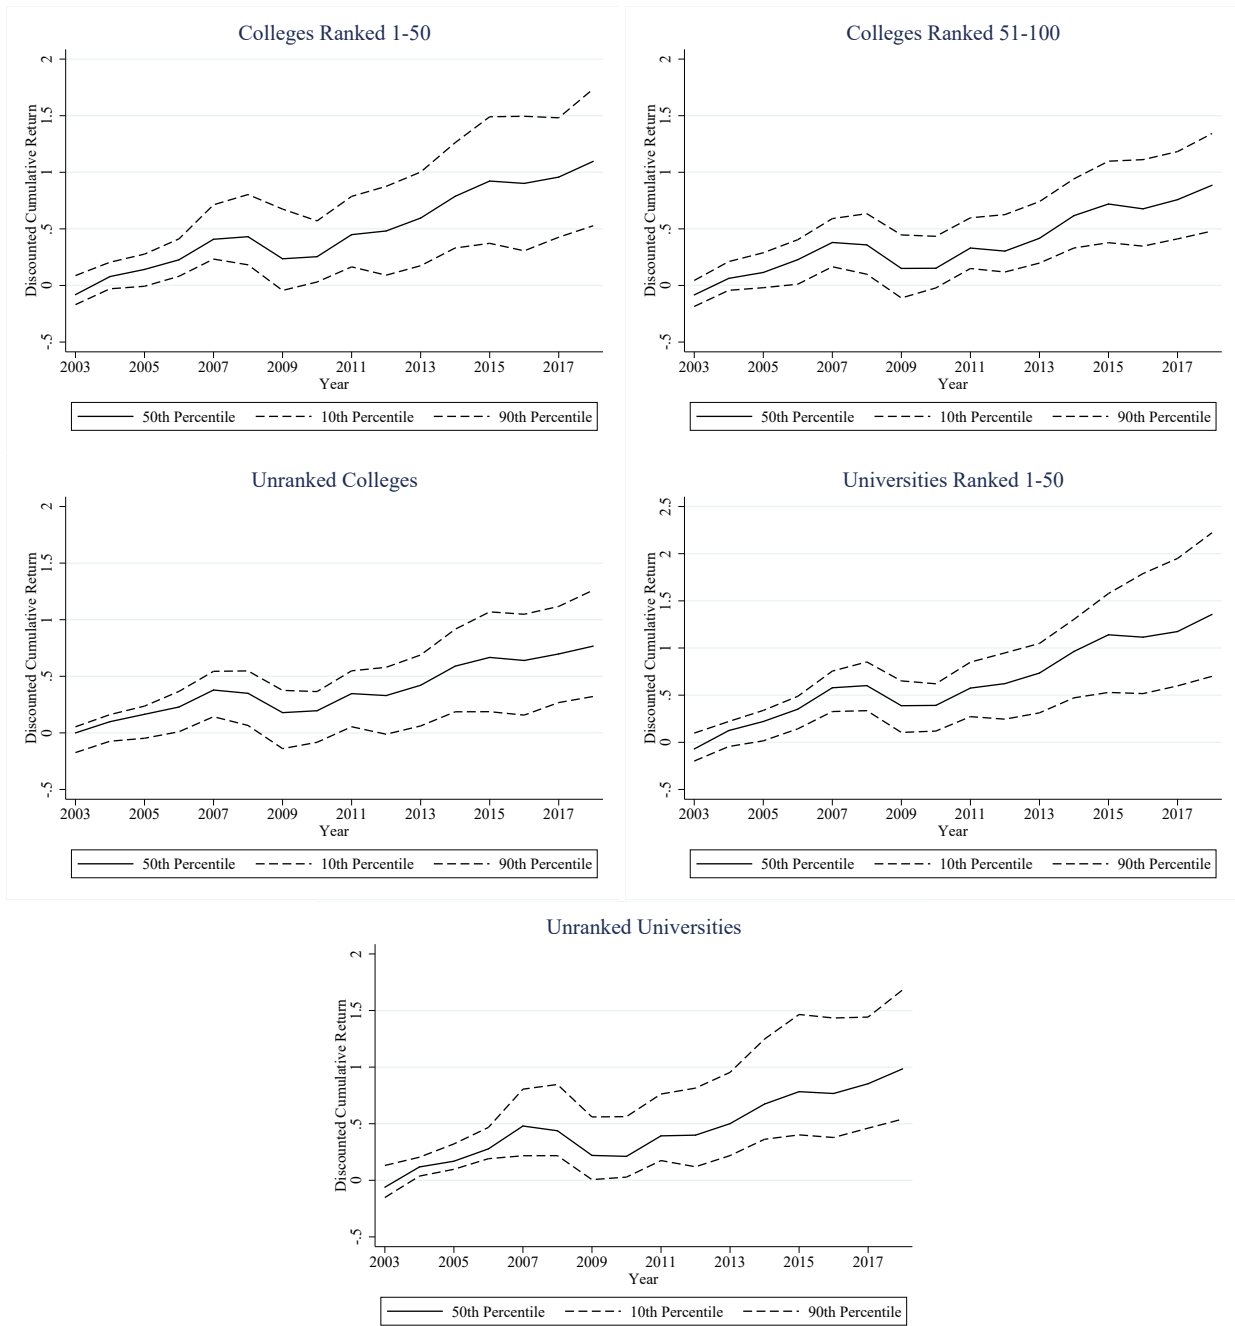 Colleges Ranked 1-50
Discounted Cumulative Return
2
1.5
1
.5
0
-.5
2003 2005 2007 2009 2011 2013 2015 2017
Year
50th Percentile 10th Percentile 90th Percentile
Colleges Ranked 51-100
Discounted Cumulative Return
2
1.5
1
.5
0
-.5
2003 2005 2007 2009 2011 2013 2015 2017
Year
50th Percentile 10th Percentile 90th Percentile
Unranked Colleges
Discounted Cumulative Return
2
1.5
1
.5
0
-.5
2003 2005 2007 2009 2011 2013 2015 2017
Year
50th Percentile 10th Percentile 90th Percentile
Universities Ranked 1-50
Discounted Cumulative Return
2.5
2
1.5
1
.5
0
-.5
2003 2005 2007 2009 2011 2013 2015 2017
Year
50th Percentile 10th Percentile 90th Percentile
Unranked Universities
Discounted Cumulative Return
2
1.5
1
.5
0
-.5
2003 2005 2007 2009 2011 2013 2015 2017
Year
50th Percentile 10th Percentile 90th Percentile